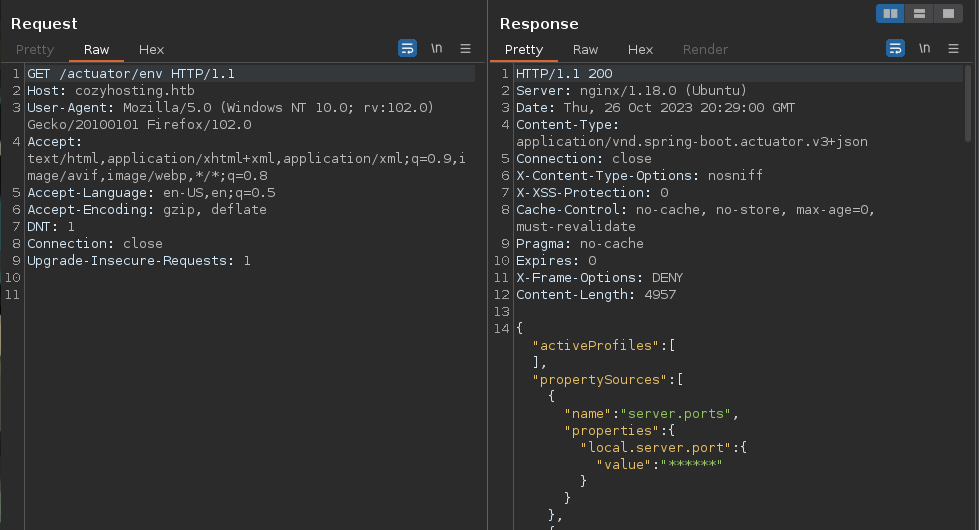 Request
Pretty Raw Hex \n ≡
1 GET /actuator/env HTTP/1.1
2 Host: cozyhosting.htb
3 User-Agent: Mozilla/5.0 (Windows NT 10.0; rv:102.0)
Gecko/20100101 Firefox/102.0
4 Accept:
text/html,application/xhtml+xml,application/xml;q=0.9,i
mage/avif,image/webp,*/*;q=0.8
5 Accept-Language: en-US,en;q=0.5
6 Accept-Encoding: gzip, deflate
7 DNT: 1
8 Connection: close
9 Upgrade-Insecure-Requests: 1
10
11
Response
Pretty Raw Hex Render \n ≡
1 HTTP/1.1 200
2 Server: nginx/1.18.0 (Ubuntu)
3 Date: Thu, 26 Oct 2023 20:29:00 GMT
4 Content-Type:
application/vnd.spring-boot.actuator.v3+json
5 Connection: close
6 X-Content-Type-Options: nosniff
7 X-XSS-Protection: 0
8 Cache-Control: no-cache, no-store, max-age=0,
must-revalidate
9 Pragma: no-cache
10 Expires: 0
11 X-Frame-Options: DENY
12 Content-Length: 4957
13
14 {
"activeProfiles":[
],
"propertySources":[
{
"name":"server.ports",
"properties":{
"local.server.port":{
"value":"******"
}
}
},
{